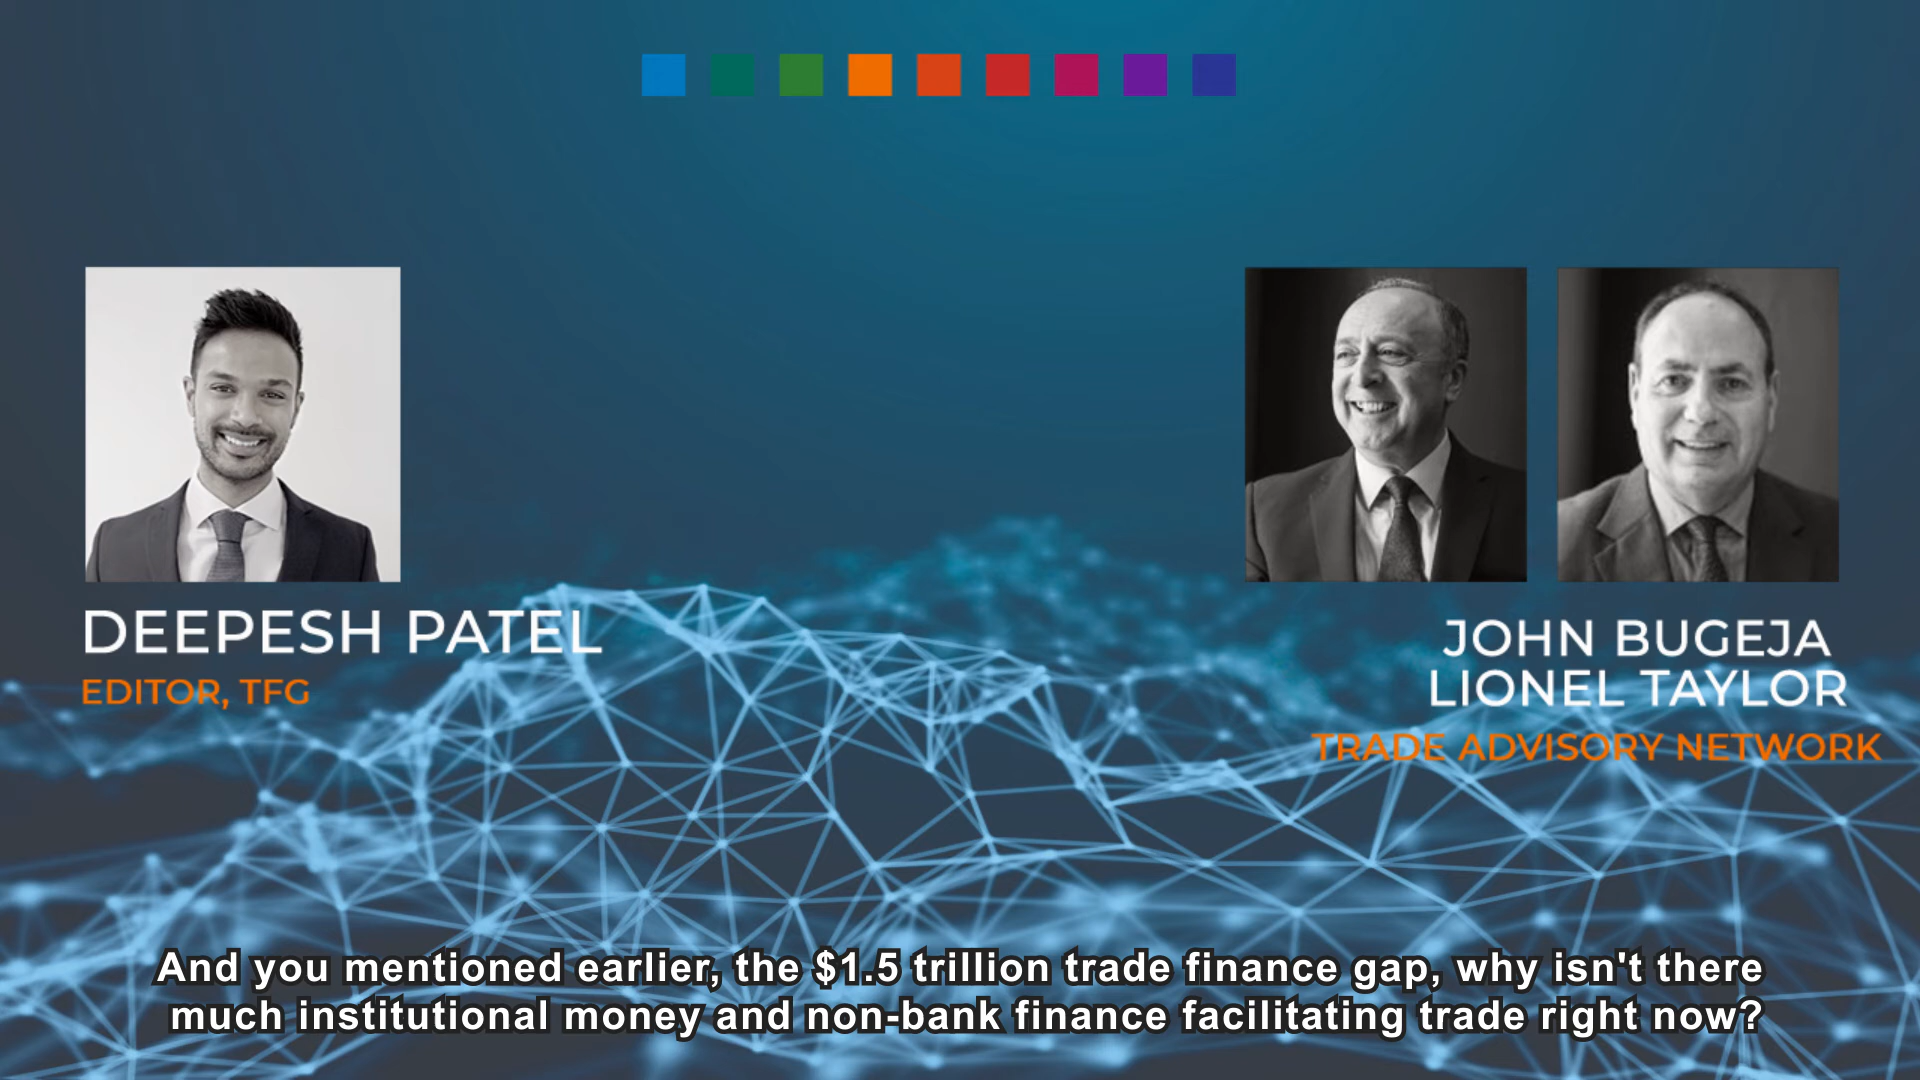 DEEPESH PATEL
EDITOR, TFG
JOHN BUGEJA
LIONEL TAYLOR
TRADE ADVISORY NETWORK
And you mentioned earlier, the $1.5 trillion trade finance gap, why isn't there
much institutional money and non-bank finance facilitating trade right now?